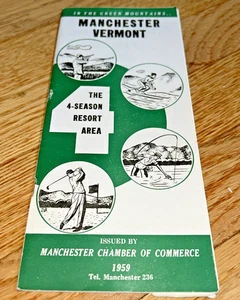 IN THE GREEN MOUNTAINS..
MANCHESTER
VERMONT
THE
4-SEASON
RESORT
AREA
4
ISSUED BY
MANCHESTER CHAMBER OF COMMERCE
1959
Tel. Manchester 236